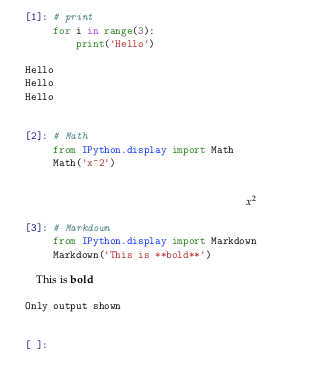 [1]: # print
for i in range(3):
print('Hello')
Hello
Hello
Hello
[2]: # Math
from IPython.display import Math
Math('x^2')
x²
[3]: # Markdown
from IPython.display import Markdown
Markdown('This is **bold**')
This is bold
Only output shown
[ ]: